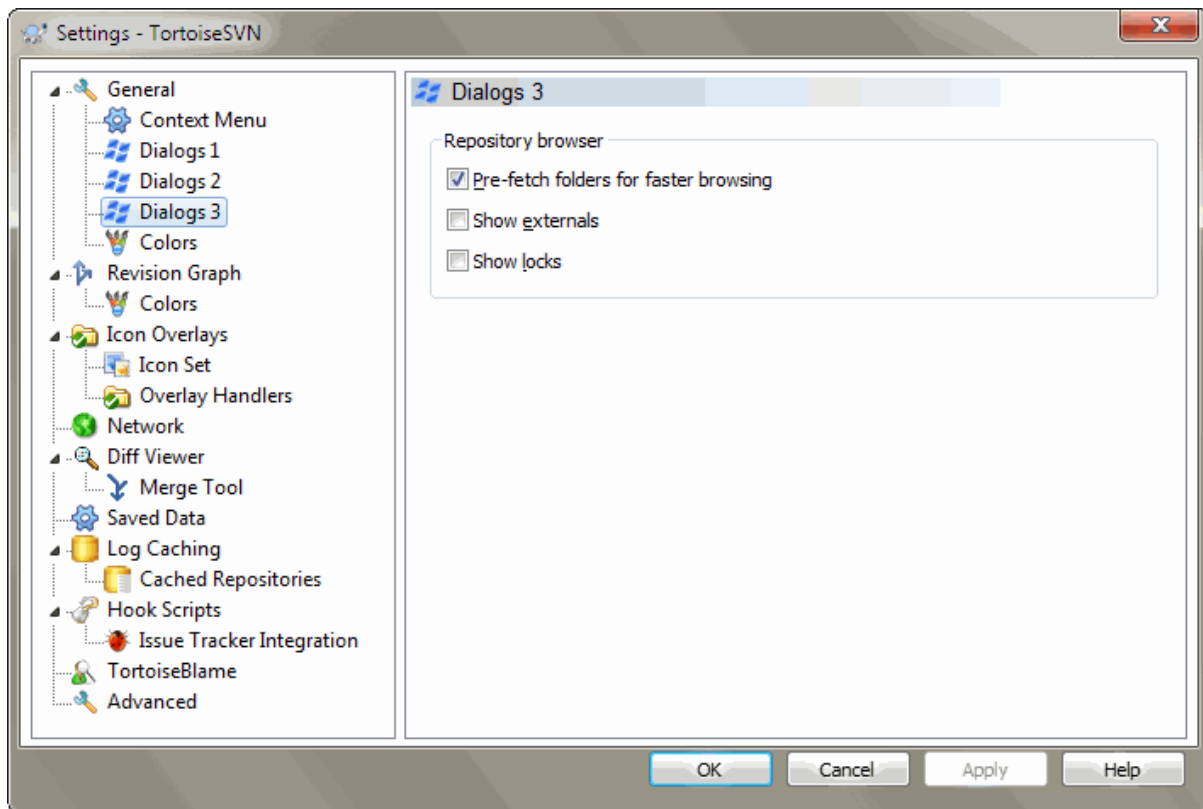 Settings - TortoiseSVN
General
Context Menu
Dialogs 1
Dialogs 2
Dialogs 3
Colors
Revision Graph
Colors
Icon Overlays
Icon Set
Overlay Handlers
Network
Diff Viewer
Merge Tool
Saved Data
Log Caching
Cached Repositories
Hook Scripts
Issue Tracker Integration
TortoiseBlame
Advanced
Dialogs 3
Repository browser
Pre-fetch folders for faster browsing
Show externals
Show locks
OK
Cancel
Apply
Help